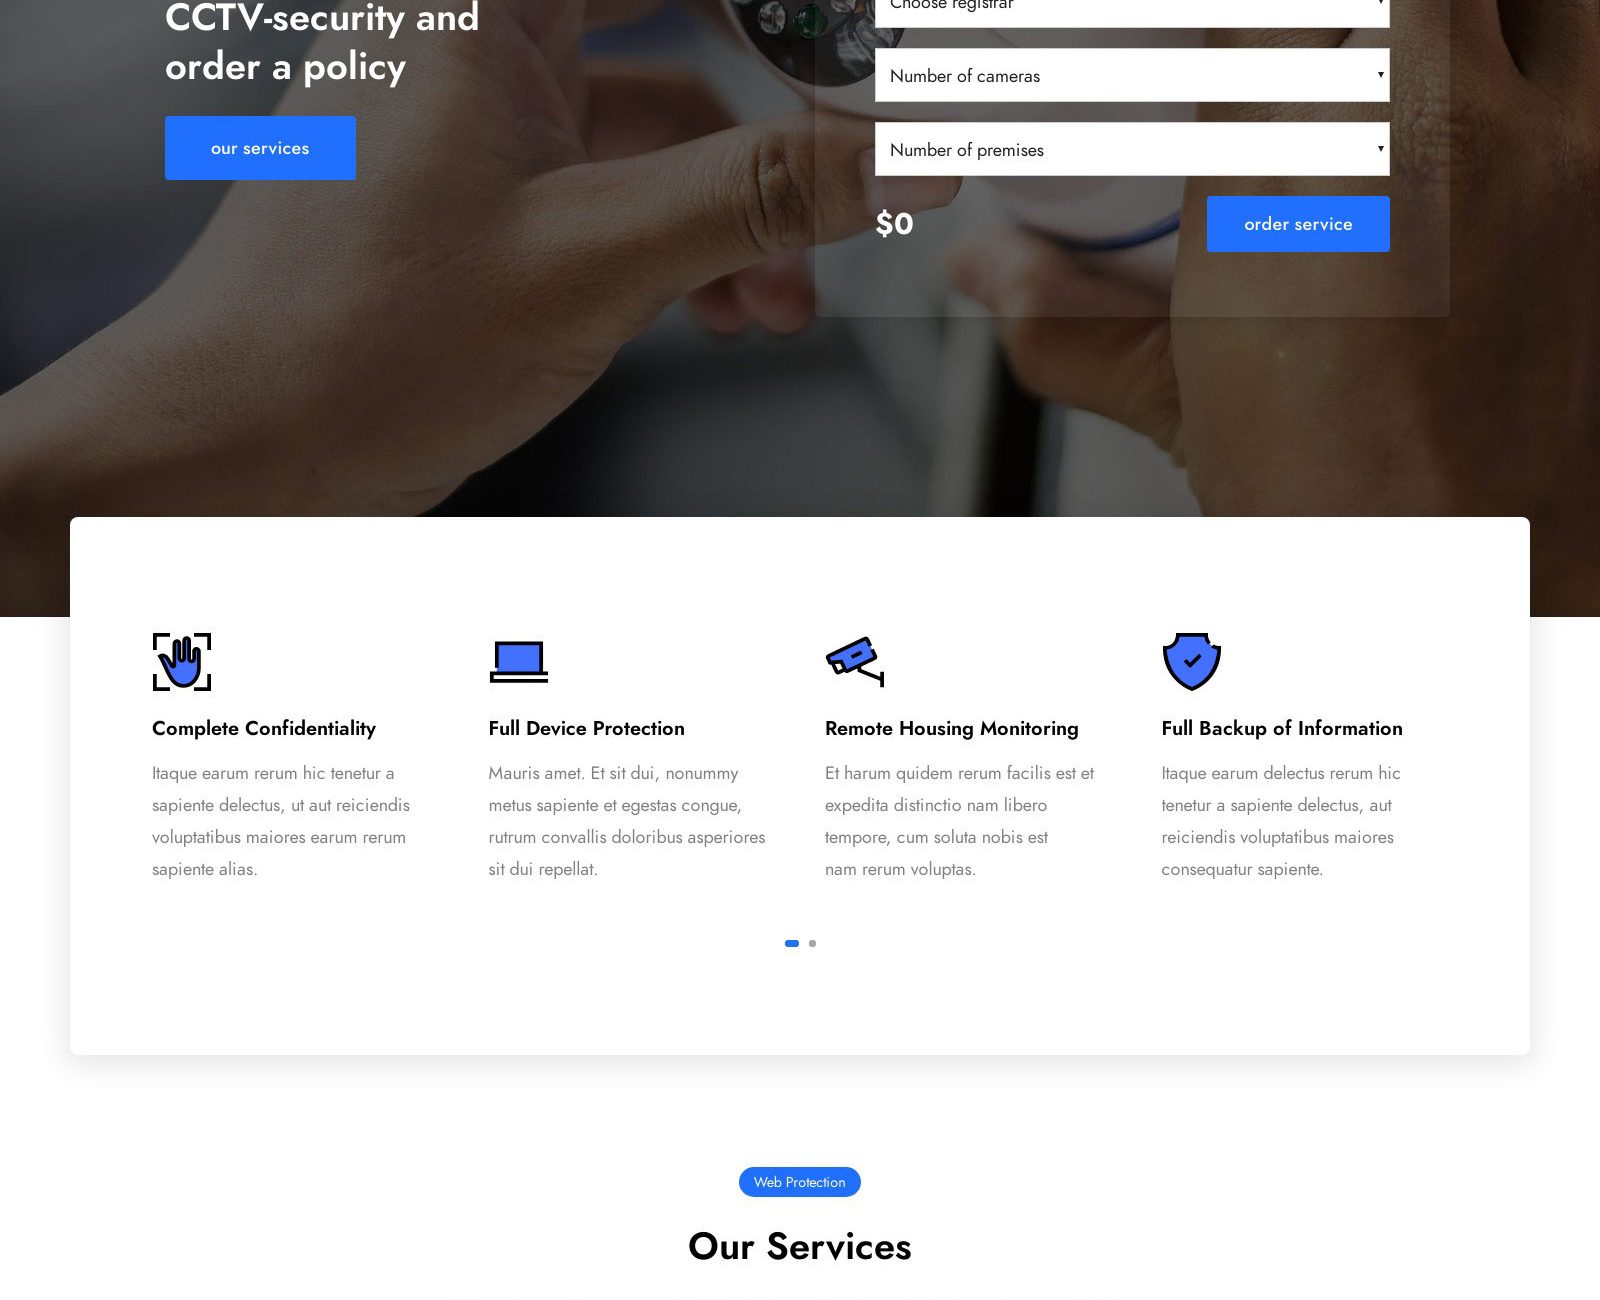 CCTV-security and
order a policy
our services
Choose registrar
Number of cameras
Number of premises
$0
order service
Complete Confidentiality
Itaque earum rerum hic tenetur a
sapiente delectus, ut aut reiciendis
voluptatibus maiores earum rerum
sapiente alias.
Full Device Protection
Mauris amet. Et sit dui, nonummy
metus sapiente et egestas congue,
rutrum convallis doloribus asperiores
sit dui repellat.
Remote Housing Monitoring
Et harum quidem rerum facilis est et
expedita distinctio nam libero
tempore, cum soluta nobis est
nam rerum voluptas.
Full Backup of Information
Itaque earum delectus rerum hic
tenetur a sapiente delectus, aut
reiciendis voluptatibus maiores
consequatur sapiente.
Web Protection
Our Services